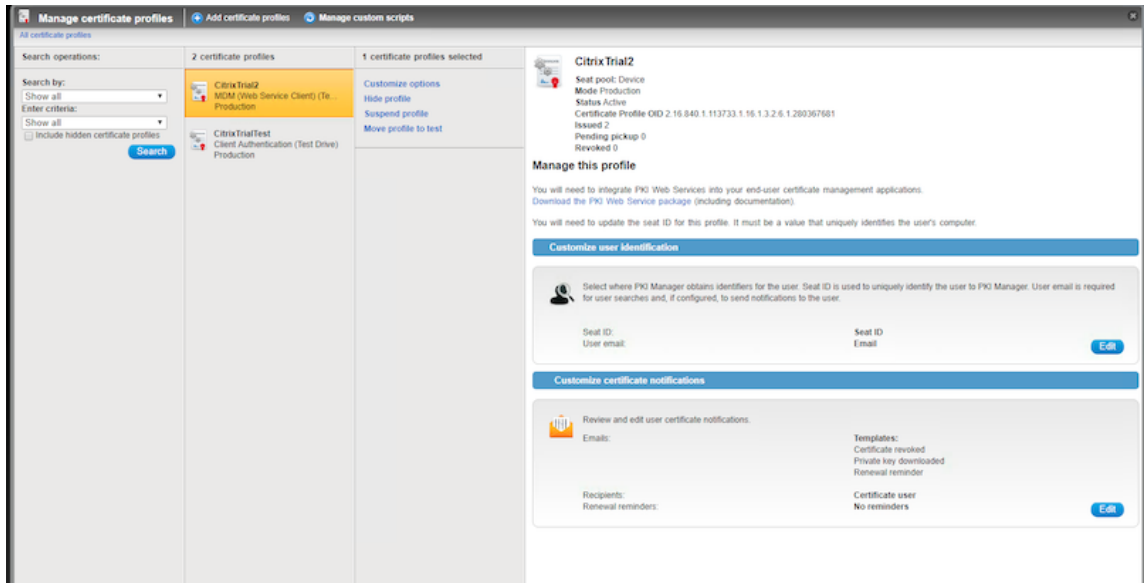 Manage certificate profiles
Add certificate profiles
Manage custom scripts
All certificate profiles
Search operations:
Search by:
Show all
Enter criteria:
Show all
Include hidden certificate profiles
Search
2 certificate profiles
CitrixTrial2
MDM (Web Service Client) (Te...
Production
CitrixTrialTest
Client Authentication (Test Drive)
Production
1 certificate profiles selected
Customize options
Hide profile
Suspend profile
Move profile to test
CitrixTrial2
Seat pool: Device
Mode Production
Status Active
Certificate Profile OID 2.16.840.1.113733.1.16.1.3.2.6.1.280367681
Issued 2
Pending pickup 0
Revoked 0
Manage this profile
You will need to integrate PKI Web Services into your end-user certificate management applications.
Download the PKI Web Service package (including documentation).
You will need to update the seat ID for this profile. It must be a value that uniquely identifies the user's computer.
Customize user identification
Select where PKI Manager obtains identifiers for the user. Seat ID is used to uniquely identify the user to PKI Manager. User email is required
for user searches and, if configured, to send notifications to the user.
Seat ID: Seat ID
User email: Email
Edit
Customize certificate notifications
Review and edit user certificate notifications.
Emails: Templates:
Certificate revoked
Private key downloaded
Renewal reminder
Recipients: Certificate user
Renewal reminders: No reminders
Edit